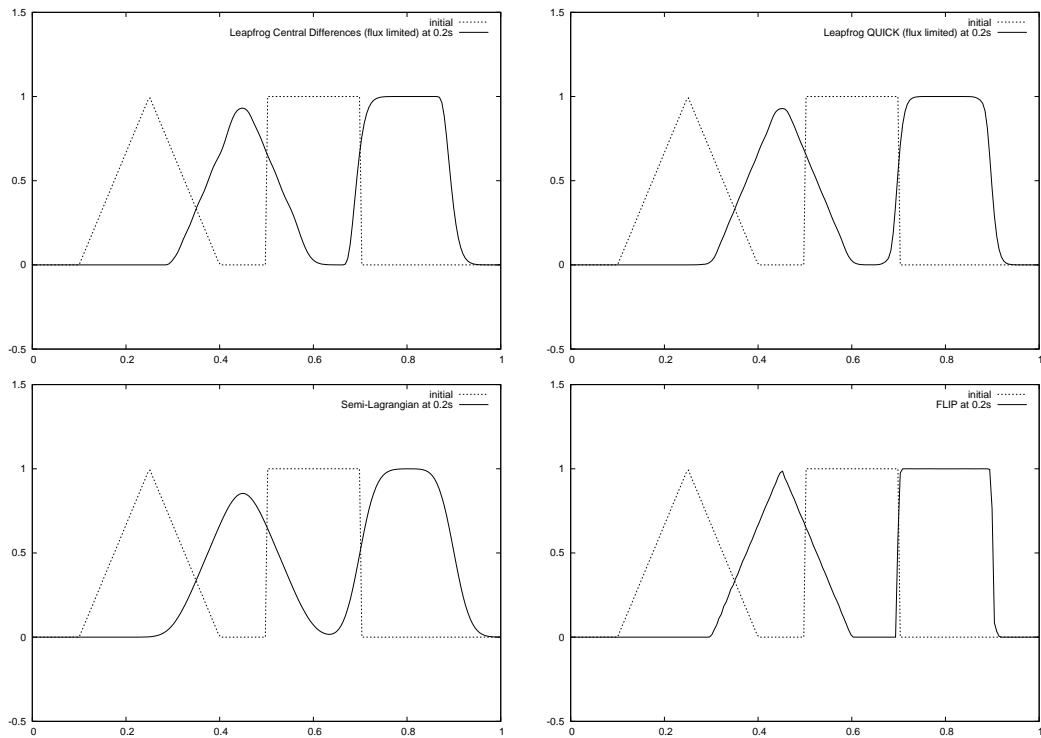 initial
Leapfrog Central Differences (flux limited) at 0.2s
1.5
1
0.5
0
-0.5
0 0.2 0.4 0.6 0.8 1
initial
Leapfrog QUICK (flux limited) at 0.2s
1.5
1
0.5
0
-0.5
0 0.2 0.4 0.6 0.8 1
initial
Semi-Lagrangian at 0.2s
1.5
1
0.5
0
-0.5
0 0.2 0.4 0.6 0.8 1
initial
FLIP at 0.2s
1.5
1
0.5
0
-0.5
0 0.2 0.4 0.6 0.8 1